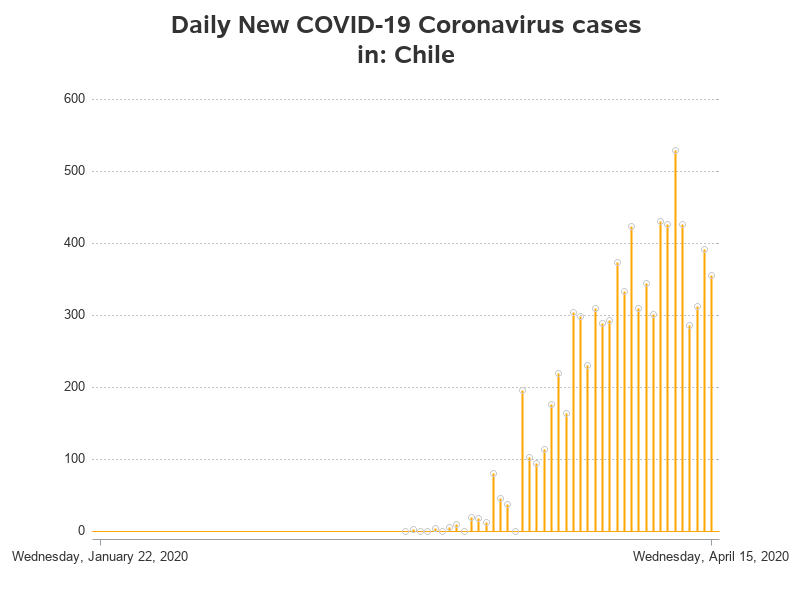 Daily New COVID-19 Coronavirus cases
in: Chile
600
500
400
300
200
100
0
Wednesday, January 22, 2020
Wednesday, April 15, 2020